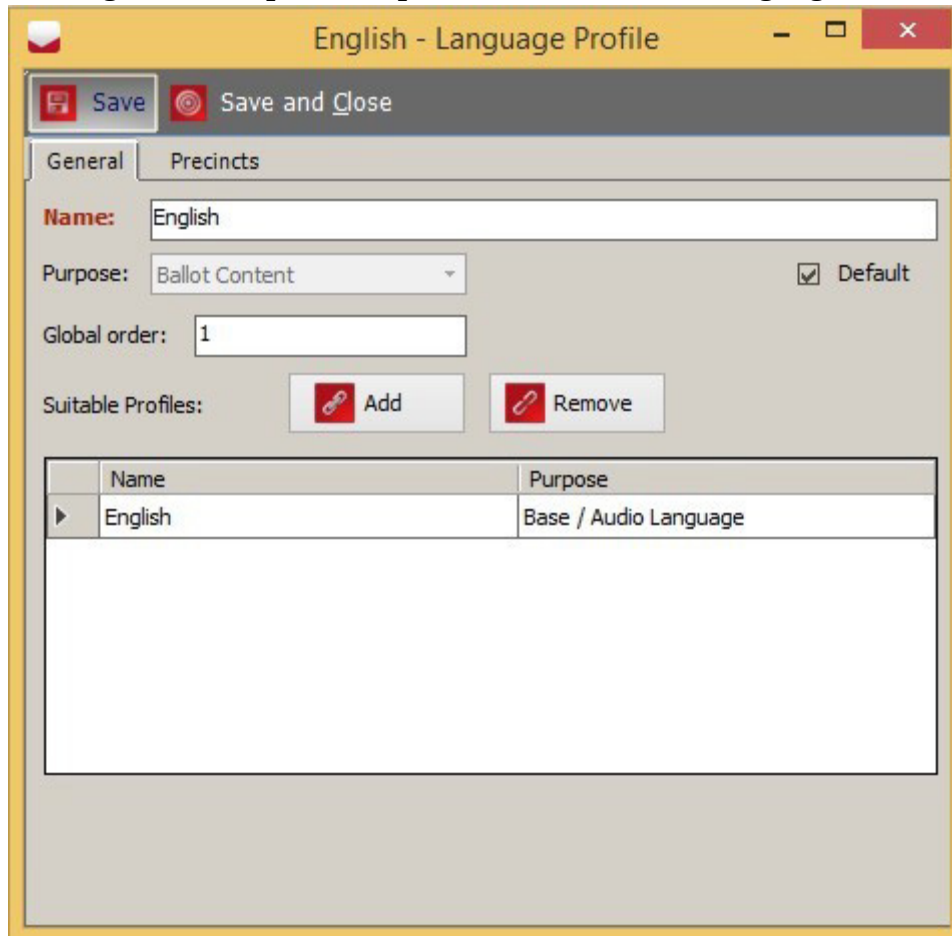 English - Language Profile
Save Save and Close
General Precincts
Name: English
Purpose: Ballot Content Default
Global order: 1
Suitable Profiles: Add Remove
Name Purpose
English Base / Audio Language